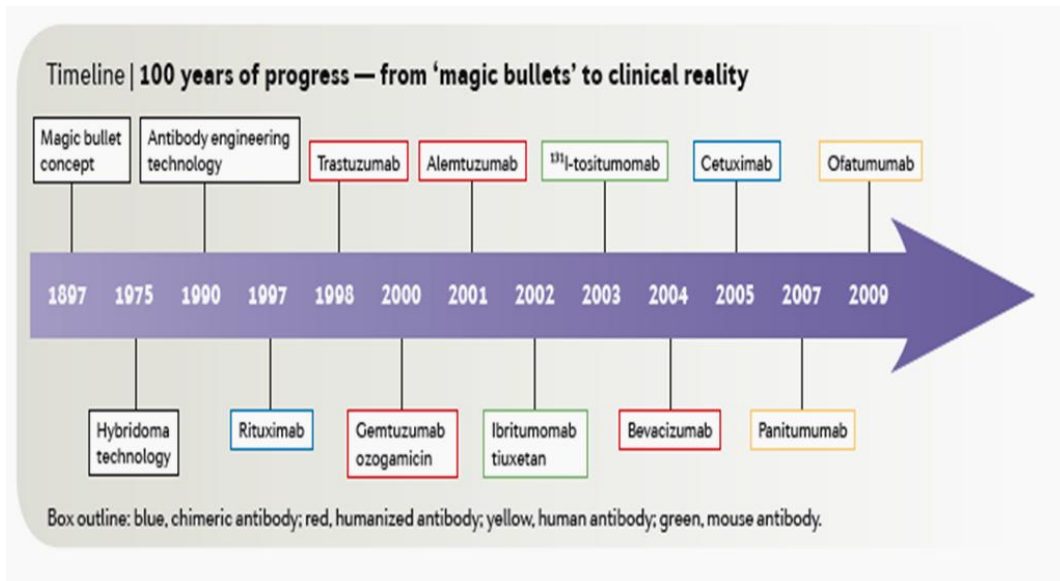 Timeline | 100 years of progress — from ‘magic bullets’ to clinical reality
Magic bullet
concept
Antibody engineering
technology
Trastuzumab
Alemtuzumab
¹³¹I-tositumomab
Cetuximab
Ofatumumab
1897 1975 1990 1997 1998 2000 2001 2002 2003 2004 2005 2007 2009
Hybridoma
technology
Rituximab
Gemtuzumab
ozogamicin
Ibritumomab
tiuxetan
Bevacizumab
Panitumumab
Box outline: blue, chimeric antibody; red, humanized antibody; yellow, human antibody; green, mouse antibody.